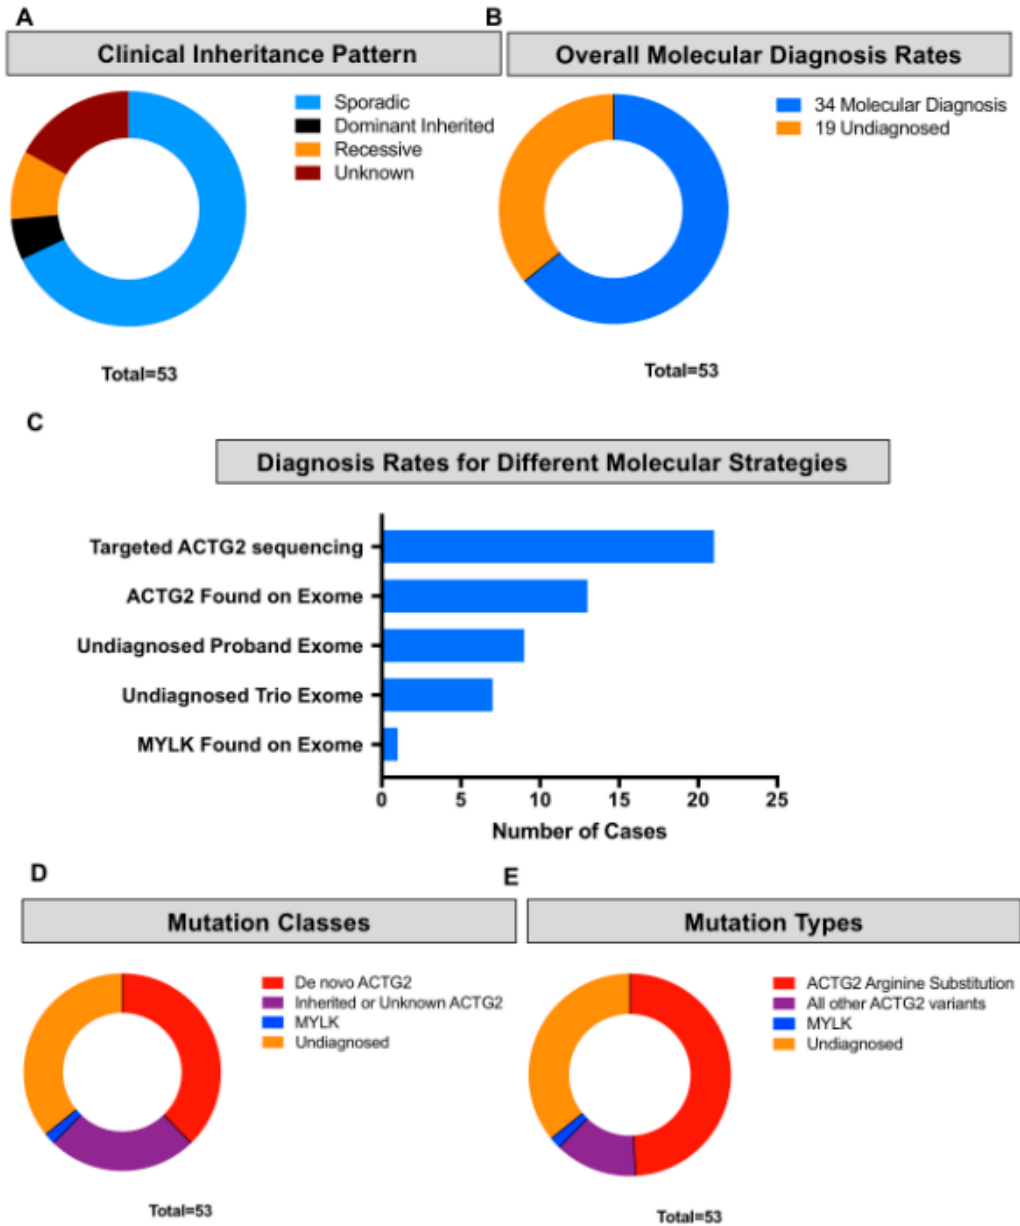 A
Clinical Inheritance Pattern
Sporadic
Dominant Inherited
Recessive
Unknown
Total=53
B
Overall Molecular Diagnosis Rates
34 Molecular Diagnosis
19 Undiagnosed
Total=53
C
Diagnosis Rates for Different Molecular Strategies
Targeted ACTG2 sequencing
ACTG2 Found on Exome
Undiagnosed Proband Exome
Undiagnosed Trio Exome
MYLK Found on Exome
0 5 10 15 20 25
Number of Cases
D
Mutation Classes
De novo ACTG2
Inherited or Unknown ACTG2
MYLK
Undiagnosed
Total=53
E
Mutation Types
ACTG2 Arginine Substitution
All other ACTG2 variants
MYLK
Undiagnosed
Total=53